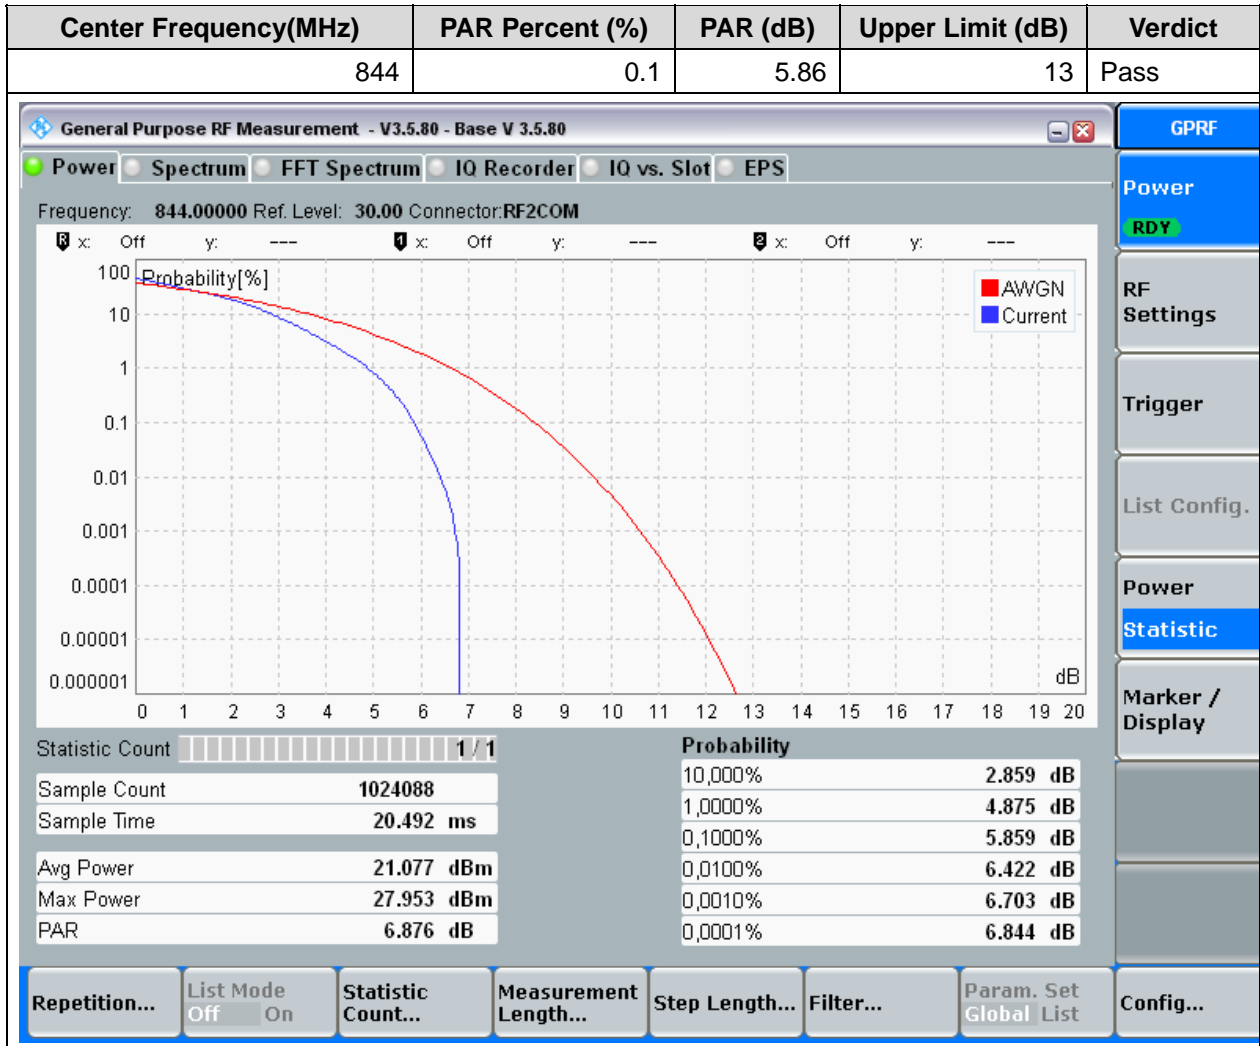 Center Frequency(MHz) PAR Percent (%) PAR (dB) Upper Limit (dB) Verdict
844 0.1 5.86 13 Pass
General Purpose RF Measurement - V3.5.80 - Base V 3.5.80
GPRF
Power Spectrum FFT Spectrum IQ Recorder IQ vs. Slot EPS
Power
RDY
Frequency: 844.00000 Ref. Level: 30.00 Connector:RF2COM
R x: Off y: --- 1 x: Off y: --- 2 x: Off y: ---
100 Probability[%]
AWGN
Current
10
1
0.1
0.01
0.001
0.0001
0.00001
0.000001
dB
0 1 2 3 4 5 6 7 8 9 10 11 12 13 14 15 16 17 18 19 20
RF
Settings
Trigger
List Config.
Power
Statistic
Marker /
Display
Statistic Count 1 / 1
Sample Count 1024088
Sample Time 20.492 ms
Avg Power 21.077 dBm
Max Power 27.953 dBm
PAR 6.876 dB
Probability
10,000% 2.859 dB
1,0000% 4.875 dB
0,1000% 5.859 dB
0,0100% 6.422 dB
0,0010% 6.703 dB
0,0001% 6.844 dB
Repetition...
List Mode
Off On
Statistic
Count...
Measurement
Length...
Step Length...
Filter...
Param. Set
Global List
Config...